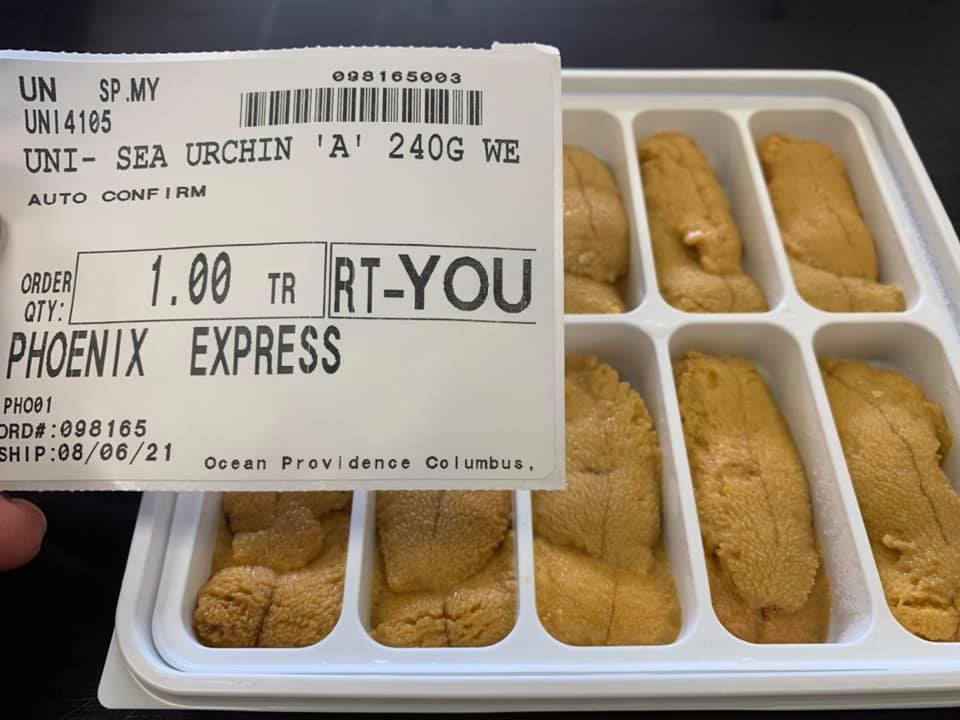 UN SP.MY
098165003
UNI4105
UNI- SEA URCHIN 'A' 240G WE
AUTO CONFIRM
ORDER QTY: 1.00 TR RT-YOU
PHOENIX EXPRESS
PHO01
ORD#:098165
SHIP:08/06/21
Ocean Providence Columbus,